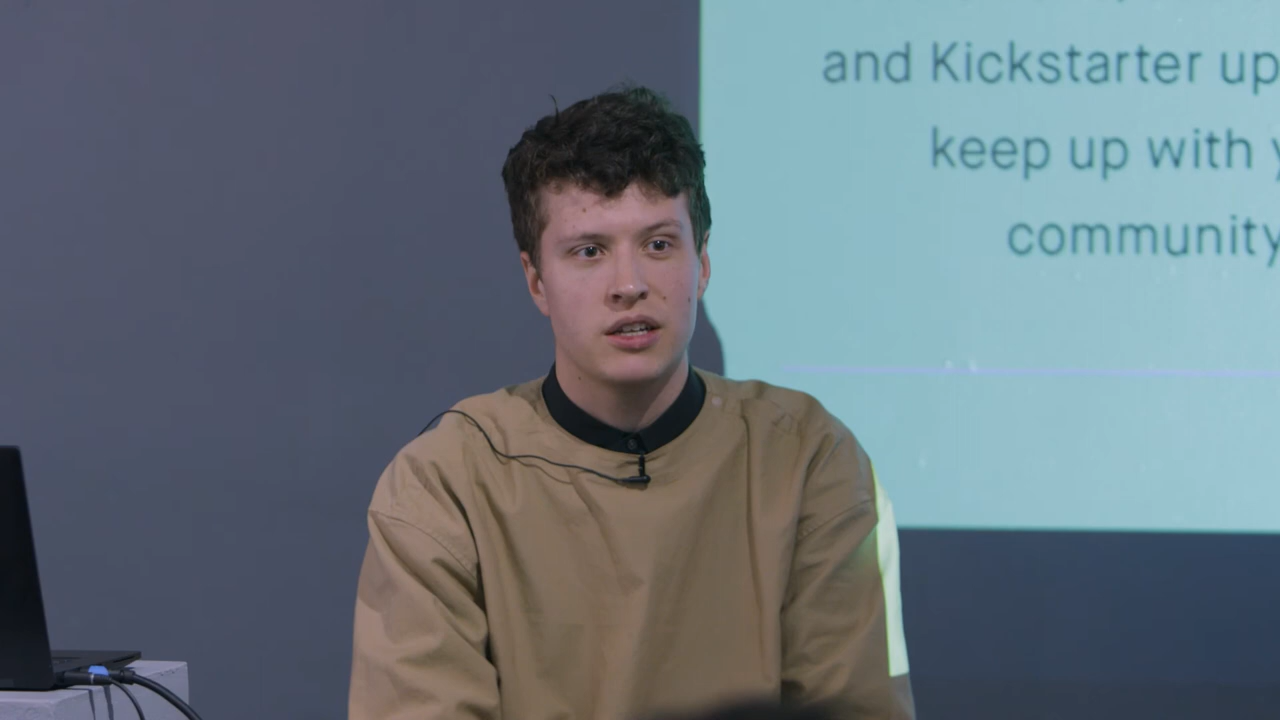 and Kickstarter up
keep up with
community